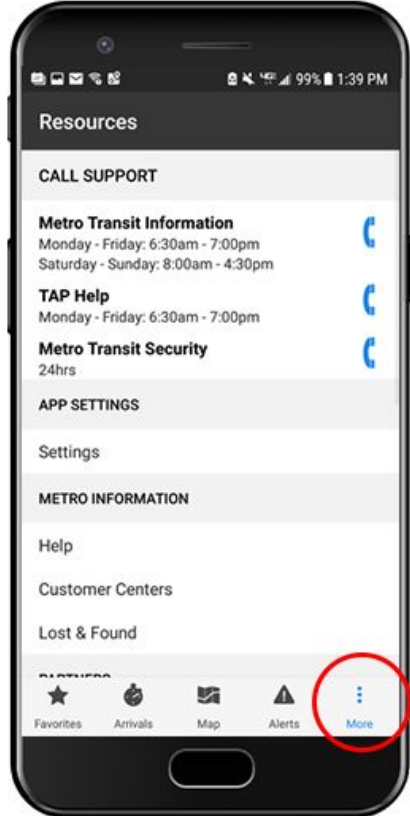 99% 1:39 PM
Resources
CALL SUPPORT
Metro Transit Information
Monday - Friday: 6:30am - 7:00pm
Saturday - Sunday: 8:00am - 4:30pm
TAP Help
Monday - Friday: 6:30am - 7:00pm
Metro Transit Security
24hrs
APP SETTINGS
Settings
METRO INFORMATION
Help
Customer Centers
Lost & Found
PARTNERS
Favorites Arrivals Map Alerts More